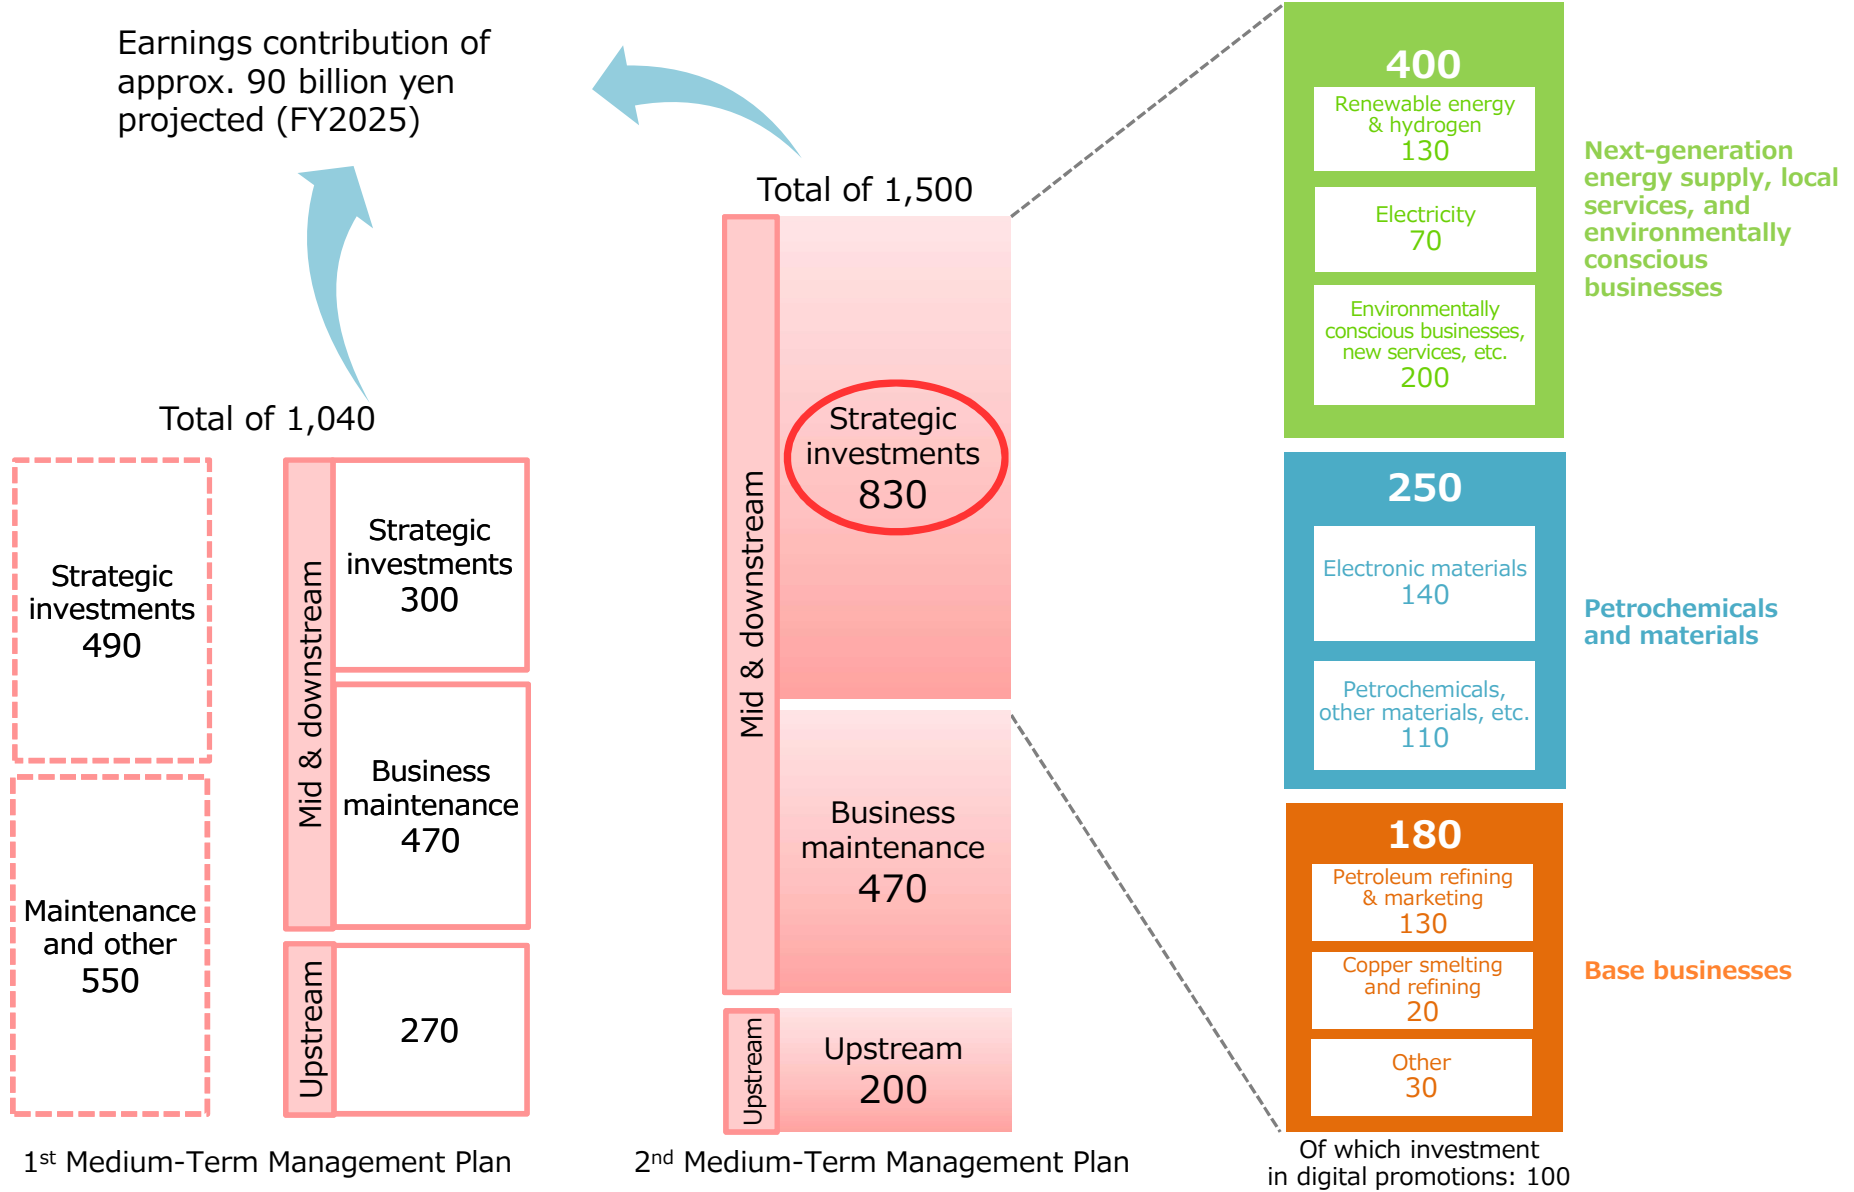 Earnings contribution of
approx. 90 billion yen
projected (FY2025)
Total of 1,040
Strategic
investments
490
Maintenance
and other
550
Mid & downstream
Strategic
investments
300
Business
maintenance
470
Upstream
270
1st Medium-Term Management Plan
Total of 1,500
Mid & downstream
Strategic
investments
830
Business
maintenance
470
Upstream
Upstream
200
2nd Medium-Term Management Plan
400
Renewable energy
& hydrogen
130
Electricity
70
Environmentally
conscious businesses,
new services, etc.
200
Next-generation
energy supply, local
services, and
environmentally
conscious
businesses
250
Electronic materials
140
Petrochemicals,
other materials, etc.
110
Petrochemicals
and materials
180
Petroleum refining
& marketing
130
Copper smelting
and refining
20
Other
30
Base businesses
Of which investment
in digital promotions: 100